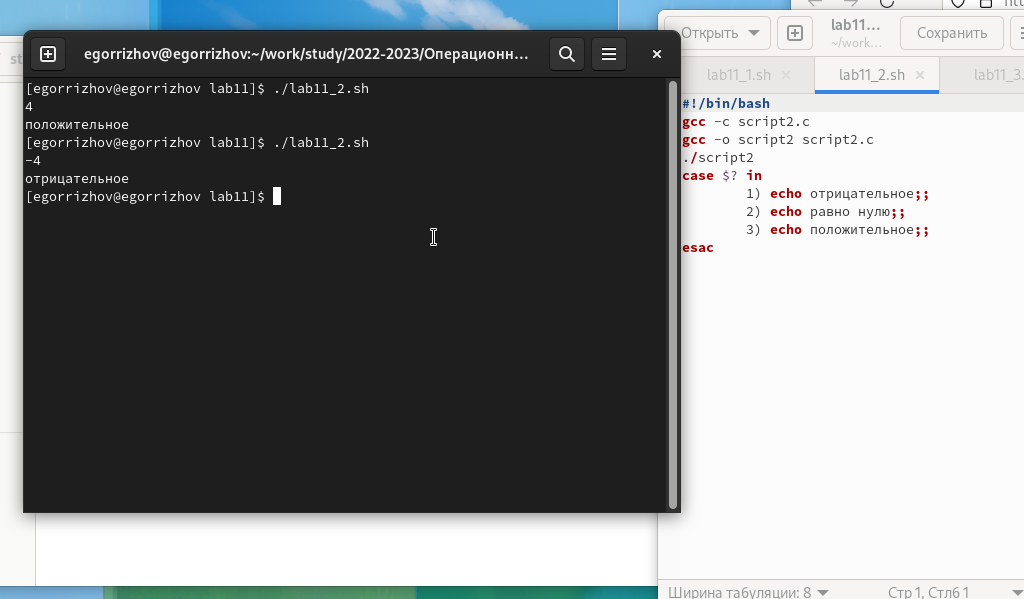 egorrizhov@egorrizhov:~/work/study/2022-2023/Операционн...
[egorrizhov@egorrizhov lab11]$ ./lab11_2.sh
4
положительное
[egorrizhov@egorrizhov lab11]$ ./lab11_2.sh
-4
отрицательное
[egorrizhov@egorrizhov lab11]$
Открыть
lab11...
~/work...
Сохранить
lab11_1.sh
lab11_2.sh
lab11_3.
#!/bin/bash
gcc -c script2.c
gcc -o script2 script2.c
./script2
case $? in
1) echo отрицательное;;
2) echo равно нулю;;
3) echo положительное;;
esac
Ширина табуляции: 8
Стр 1, Стлб 1